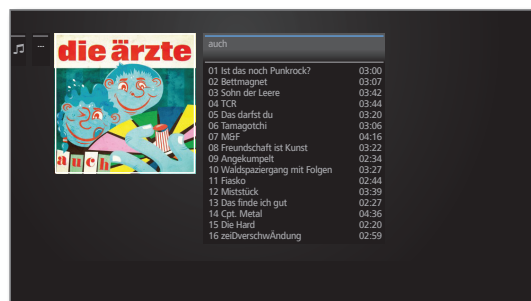 ...
die ärzte
auch
auch
01 Ist das noch Punkrock? 03:00
02 Bettmagnet 03:07
03 Sohn der Leere 03:42
04 TCR 03:44
05 Das darfst du 03:20
06 Tamagotchi 03:06
07 M&F 04:16
08 Freundschaft ist Kunst 03:22
09 Angekumpelt 02:34
10 Waldspaziergang mit Folgen 03:27
11 Fiasko 02:44
12 Miststück 03:39
13 Das finde ich gut 02:27
14 Cpt. Metal 04:36
15 Die Hard 02:20
16 zeiDverschwÄndung 02:59